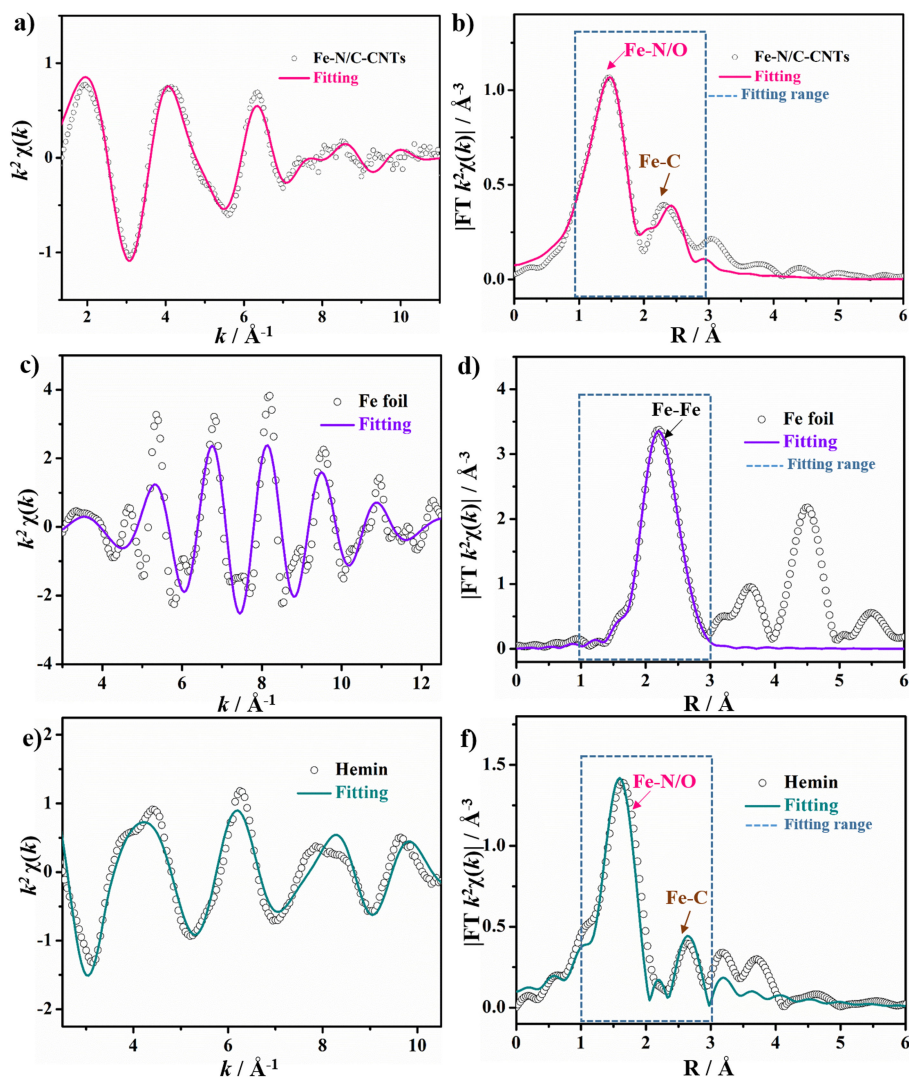 a)
Fe-N/C-CNTs
Fitting
k² χ(k)
1
0
-1
2
4
6
8
10
k / Å⁻¹
b)
Fe-N/O
Fe-N/C-CNTs
Fitting
Fitting range
Fe-C
|FT k²χ(k)| / Å⁻³
1.0
0.5
0.0
0
1
2
3
4
5
6
R / Å
c)
Fe foil
Fitting
k² χ(k)
4
2
0
-2
-4
4
6
8
10
12
k / Å⁻¹
d)
Fe-Fe
Fe foil
Fitting
Fitting range
|FT k²χ(k)| / Å⁻³
4
3
2
1
0
0
1
2
3
4
5
6
R / Å
e)
Hemin
Fitting
k² χ(k)
2
1
0
-1
-2
4
6
8
10
k / Å⁻¹
f)
Fe-N/O
Hemin
Fitting
Fitting range
Fe-C
|FT k²χ(k)| / Å⁻³
1.5
1.0
0.5
0.0
0
1
2
3
4
5
6
R / Å